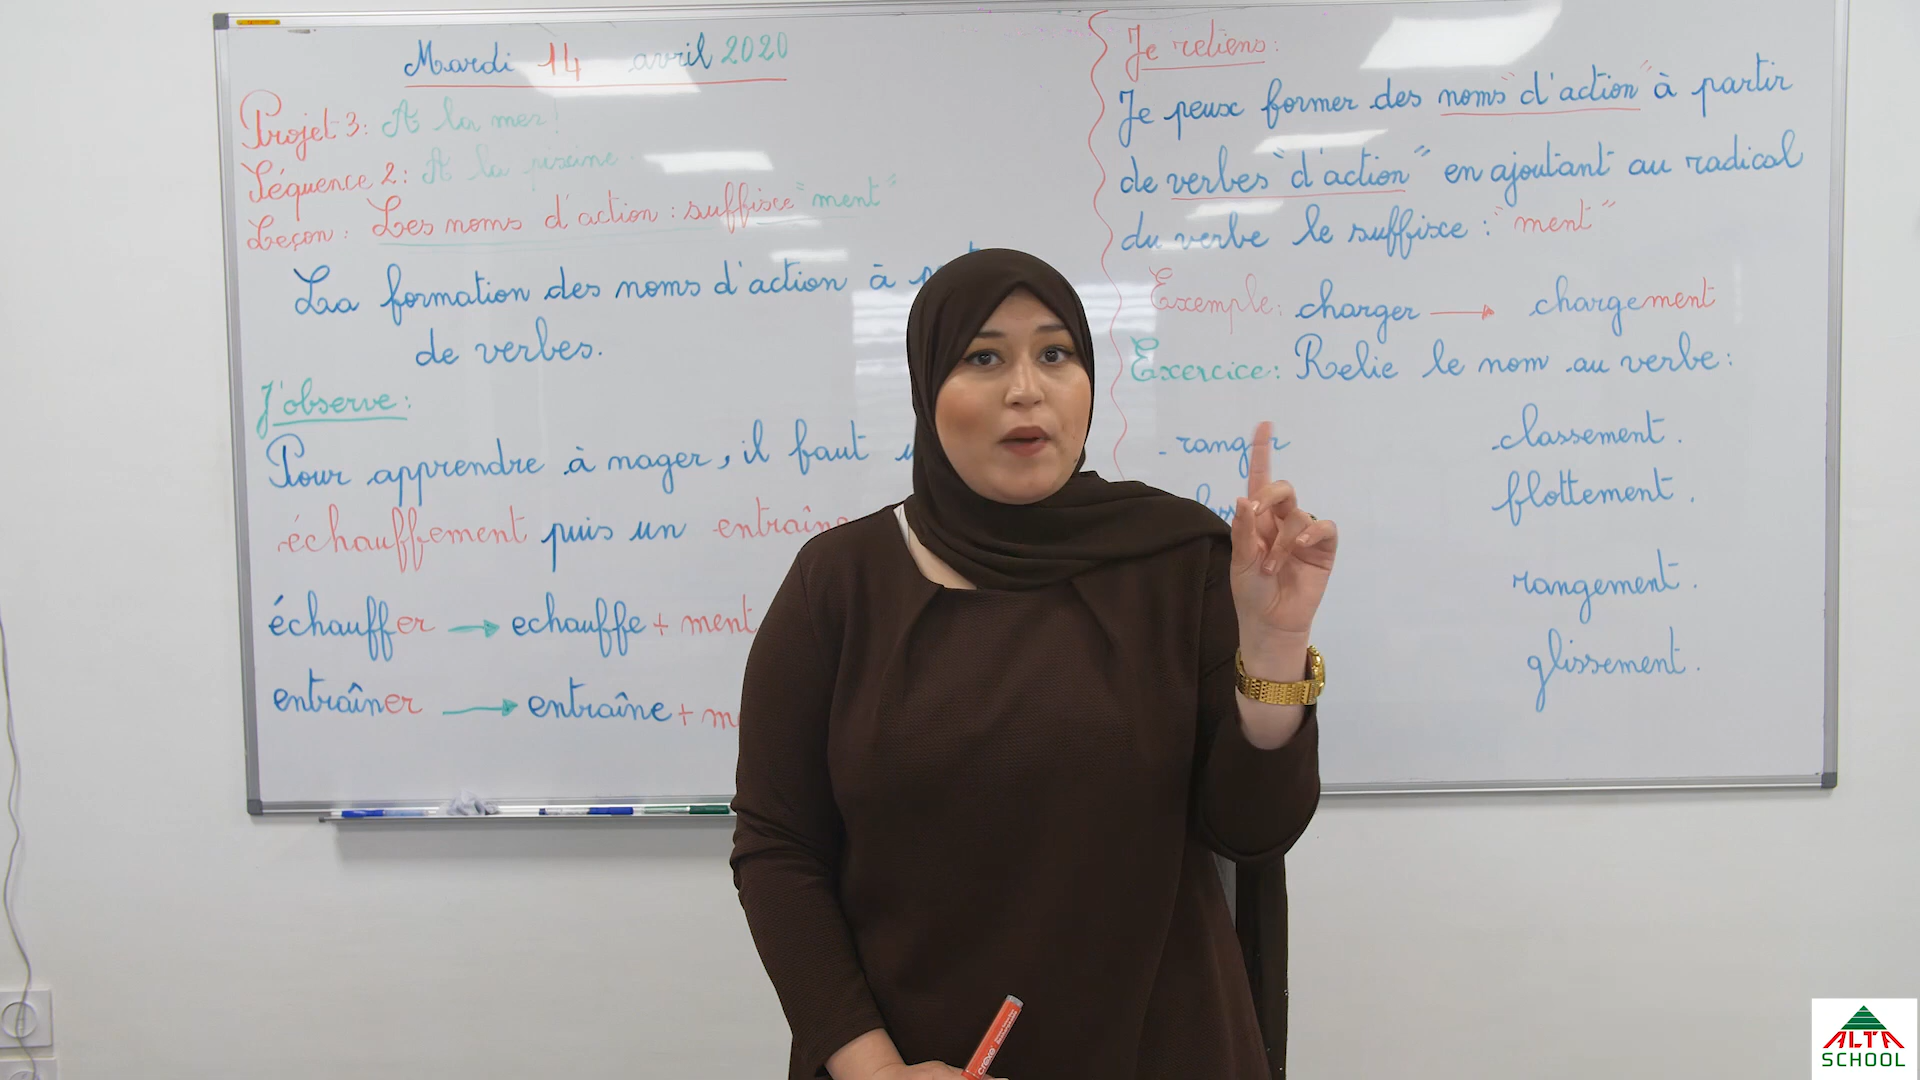 Mardi 14 avril 2020
Projet 3: A la mer!
Séquence 2: A la piscine.
Leçon: Les noms d'action: suffixe "ment"
La formation des noms d'action à
de verbes.
J'observe:
Pour apprendre à nager, il faut
échauffement puis un entraîne
échauffer → echauffe + ment
entraîner → entraîne + m
Je retiens:
Je peux former des noms "d'action" à partir
de verbes "d'action" en ajoutant au radical
du verbe le suffixe: "ment"
Exemple: charger → chargement
Exercice: Relie le nom au verbe:
- ranger classement.
flottement.
rangement.
glissement.
ALTA
SCHOOL